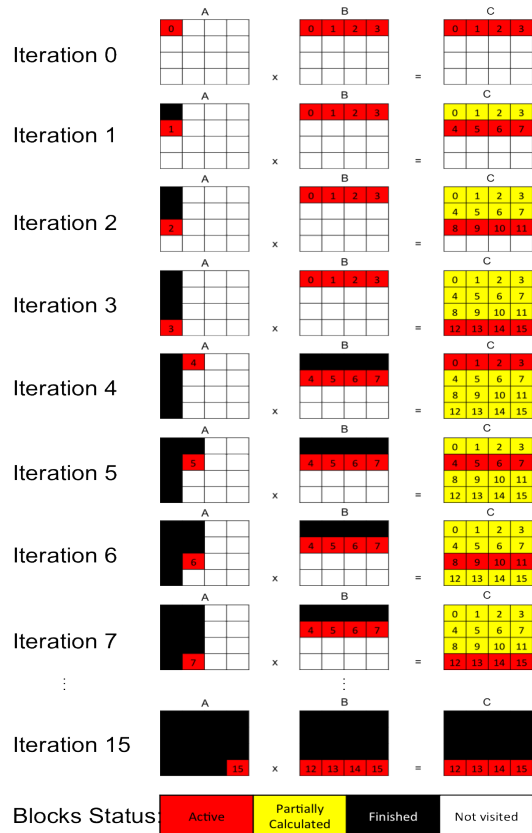 A B C
Iteration 0
0 0 1 2 3 0 1 2 3
x =
A B C
Iteration 1
0 1 2 3 0 1 2 3
1 4 5 6 7
x =
A B C
Iteration 2
0 1 2 3 0 1 2 3
4 5 6 7
2 8 9 10 11
x =
A B C
Iteration 3
0 1 2 3 0 1 2 3
4 5 6 7
8 9 10 11
3 12 13 14 15
x =
A B C
Iteration 4
4 0 1 2 3
4 5 6 7 4 5 6 7
8 9 10 11
12 13 14 15
x =
A B C
Iteration 5
0 1 2 3
5 4 5 6 7 4 5 6 7
8 9 10 11
12 13 14 15
x =
A B C
Iteration 6
0 1 2 3
4 5 6 7 4 5 6 7
6 8 9 10 11
12 13 14 15
x =
A B C
Iteration 7
0 1 2 3
4 5 6 7 4 5 6 7
8 9 10 11
7 12 13 14 15
x =
⋮ ⋮
A B C
Iteration 15
15 x 12 13 14 15 = 12 13 14 15
Blocks Status: Active Partially Calculated Finished Not visited